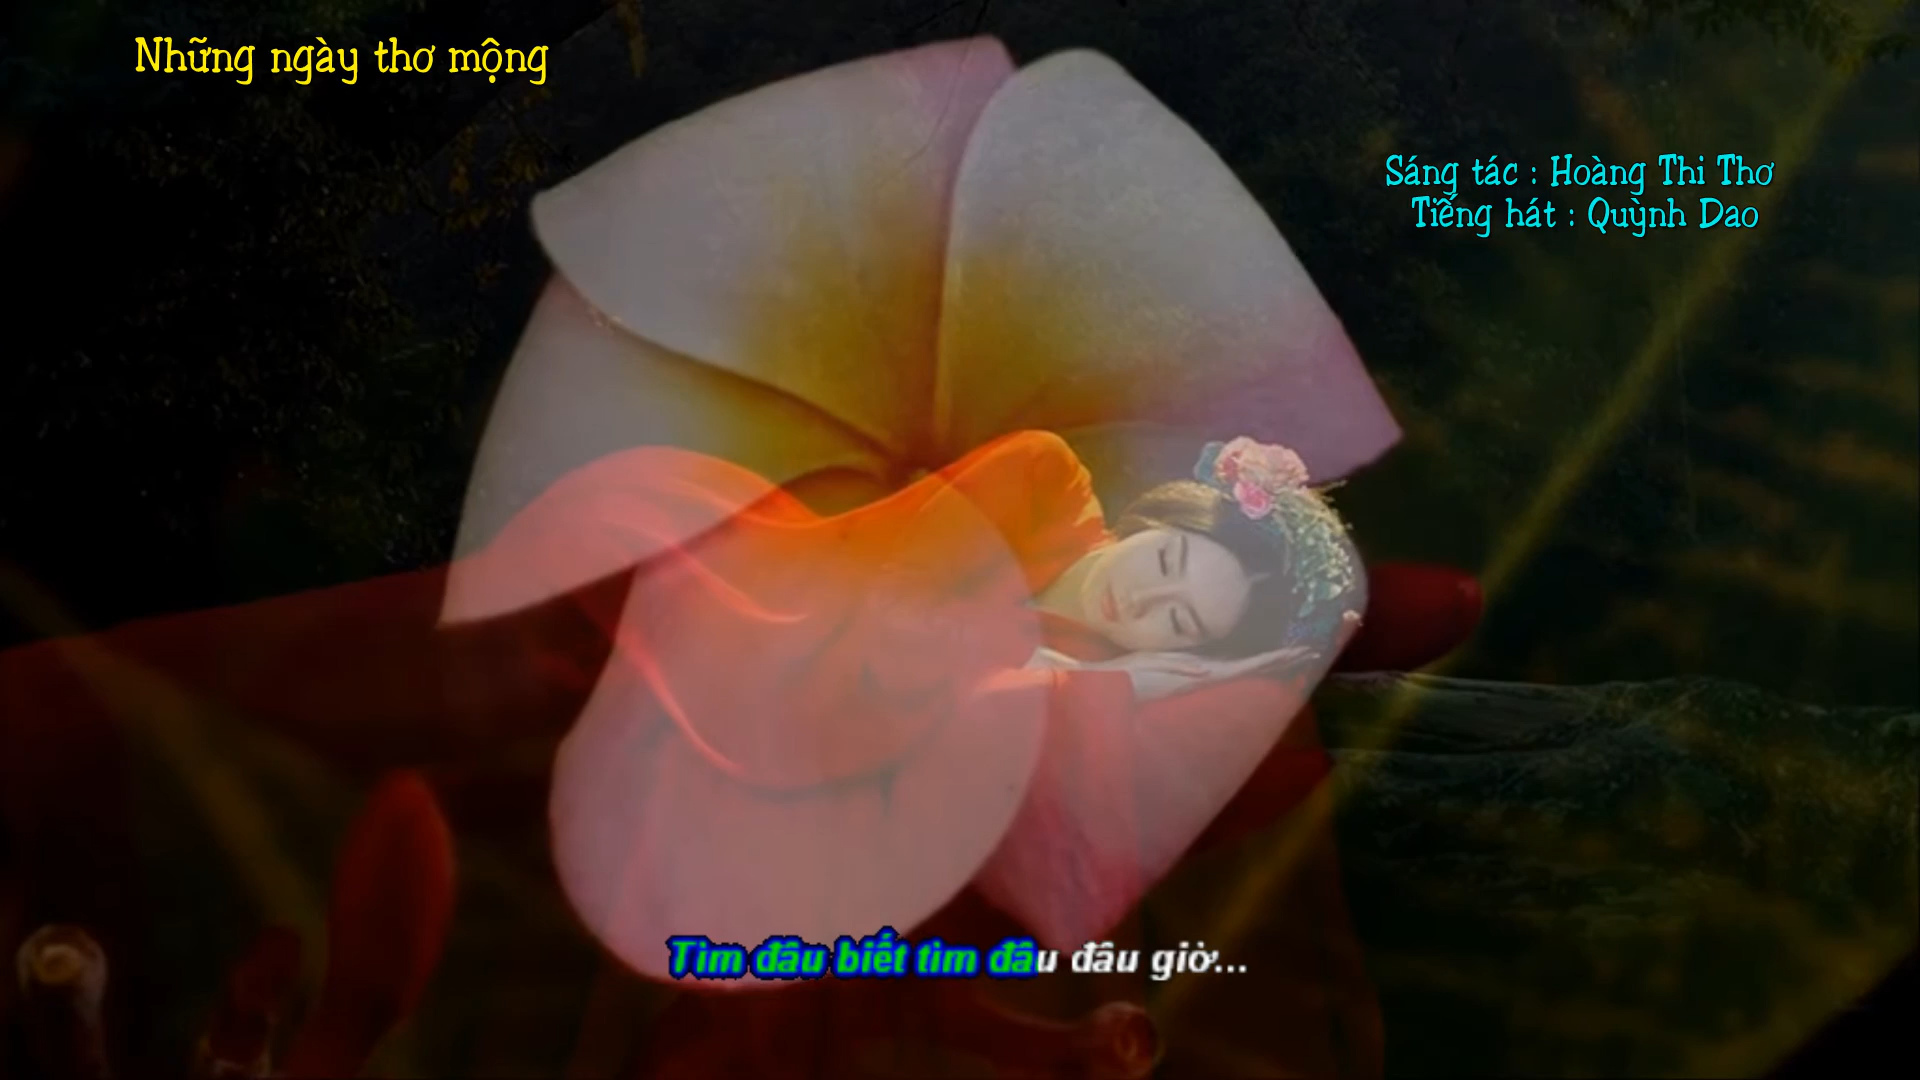 Những ngày thơ mộng
Sáng tác : Hoàng Thi Thơ
Tiếng hát : Quỳnh Dao
Tìm đâu biết tìm đâu đâu giờ...